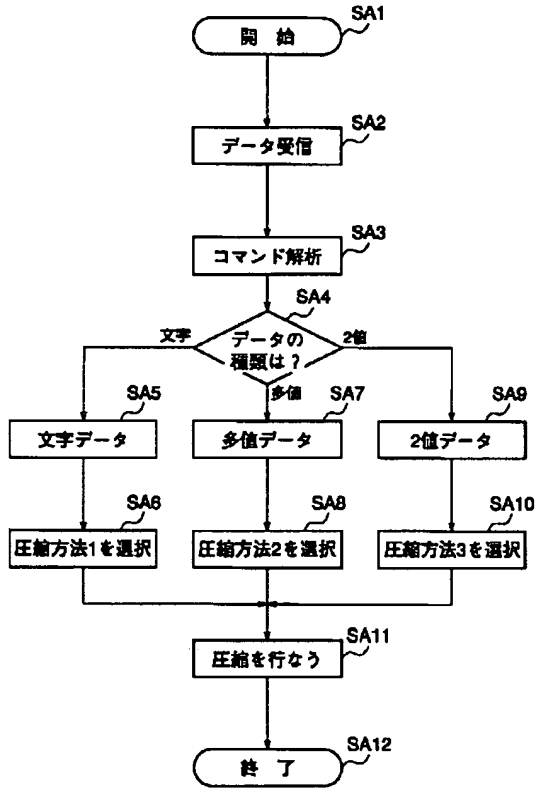 SA1
開 始
SA2
データ受信
SA3
コマンド解析
SA4
データの
種類は?
文字
2値
多値
SA5
文字データ
SA7
多値データ
SA9
2値データ
SA6
圧縮方法1を選択
SA8
圧縮方法2を選択
SA10
圧縮方法3を選択
SA11
圧縮を行なう
SA12
終 了